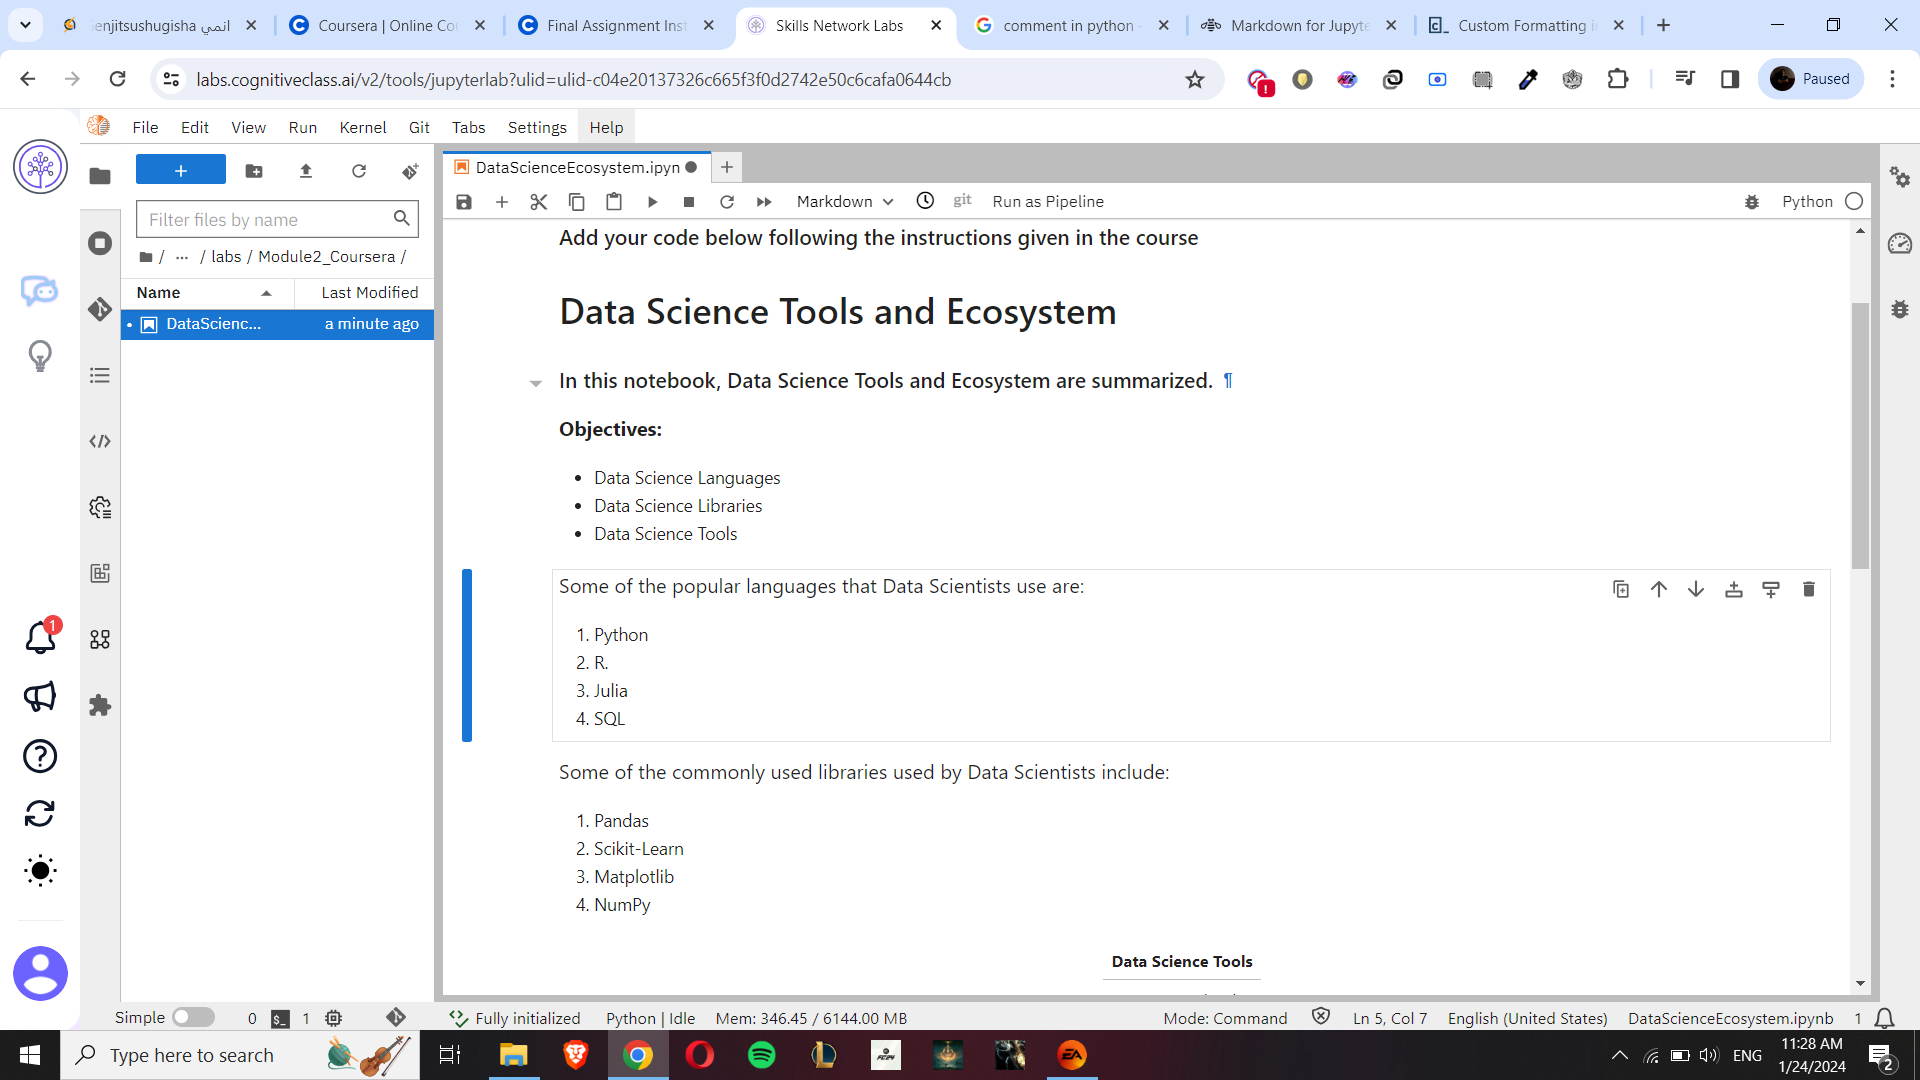 ienjitsushugisha انمي
Coursera | Online Co
Final Assignment Inst
Skills Network Labs
comment in python -
Markdown for Jupyte
Custom Formatting i
labs.cognitiveclass.ai/v2/tools/jupyterlab?ulid=ulid-c04e20137326c665f3f0d2742e50c6cafa0644cb
Paused
File Edit View Run Kernel Git Tabs Settings Help
DataScienceEcosystem.ipyn
Filter files by name
/ ··· / labs / Module2_Coursera /
Name Last Modified
DataScienc... a minute ago
Markdown
git
Run as Pipeline
Python
Add your code below following the instructions given in the course
Data Science Tools and Ecosystem
In this notebook, Data Science Tools and Ecosystem are summarized. ¶
Objectives:
• Data Science Languages
• Data Science Libraries
• Data Science Tools
Some of the popular languages that Data Scientists use are:
1. Python
2. R.
3. Julia
4. SQL
Some of the commonly used libraries used by Data Scientists include:
1. Pandas
2. Scikit-Learn
3. Matplotlib
4. NumPy
Data Science Tools
1
Simple 0 $_ 1 Fully initialized Python | Idle Mem: 346.45 / 6144.00 MB Mode: Command Ln 5, Col 7 English (United States) DataScienceEcosystem.ipynb 1
Type here to search
FC24
EA
ENG
11:28 AM
1/24/2024
2